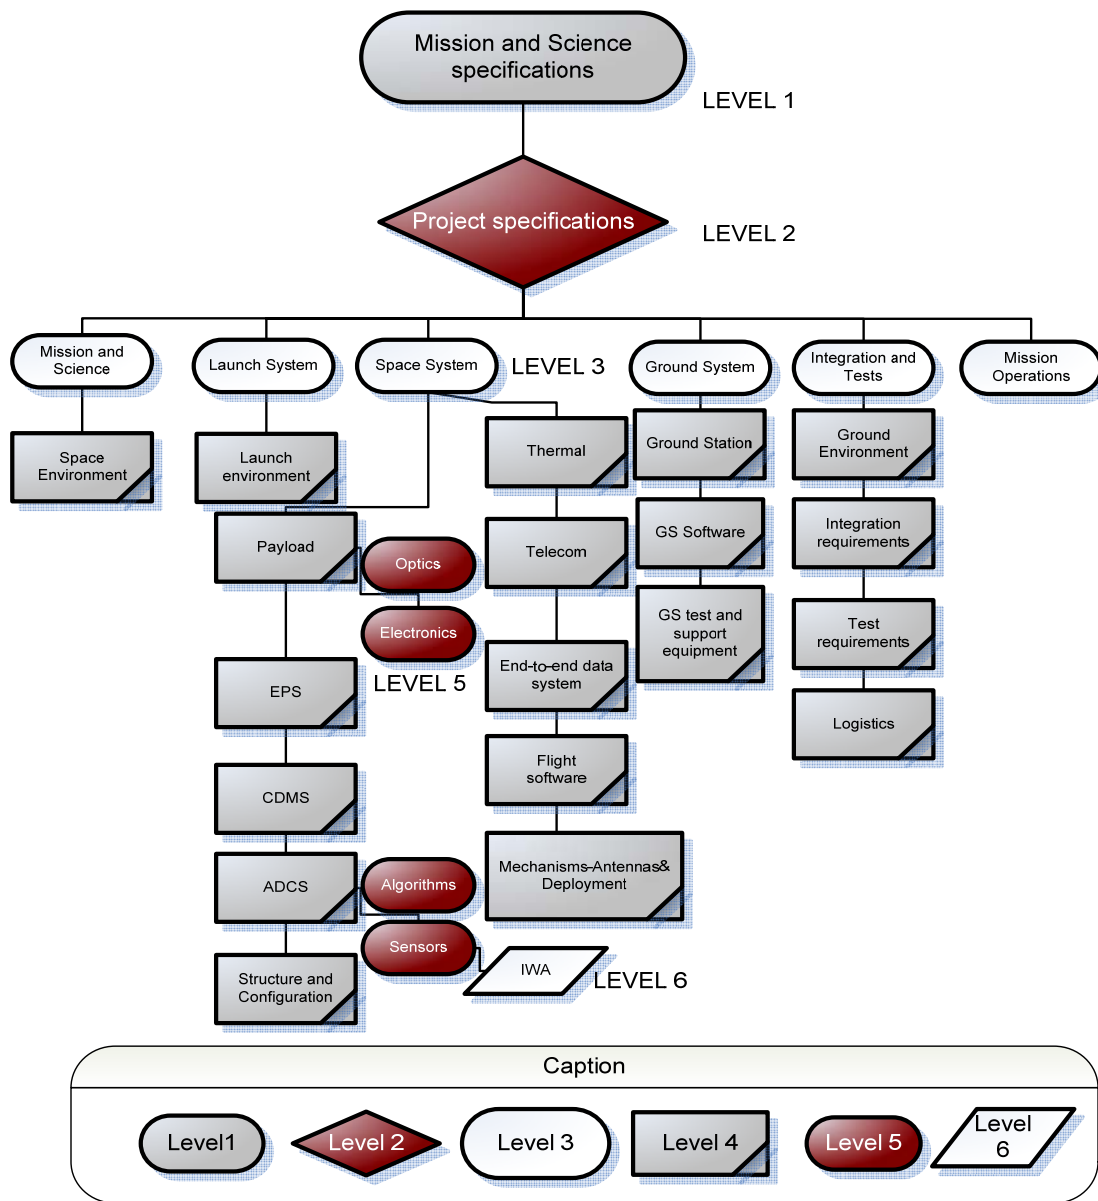 Mission and Science
specifications
LEVEL 1
Project specifications
LEVEL 2
Mission and
Science
Launch System
Space System
LEVEL 3
Ground System
Integration and
Tests
Mission
Operations
Space
Environment
Launch
environment
Thermal
Ground Station
Ground
Environment
Payload
Optics
Electronics
LEVEL 5
Telecom
GS Software
Integration
requirements
GS test and
support
equipment
Test
requirements
EPS
End-to-end data
system
Logistics
CDMS
Flight
software
ADCS
Algorithms
Sensors
Mechanisms-Antennas&
Deployment
IWA
LEVEL 6
Structure and
Configuration
Caption
Level1
Level 2
Level 3
Level 4
Level 5
Level
6